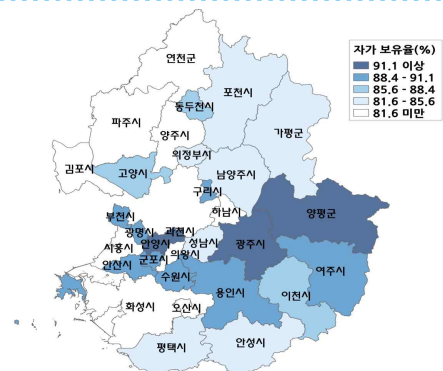 자가 보유율(%)
91.1 이상
88.4 - 91.1
85.6 - 88.4
81.6 - 85.6
81.6 미만
연천군
포천시
동두천시
파주시
양주시
가평군
의정부시
김포시
고양시
남양주시
구리시
하남시
양평군
부천시
광명시
과천시
시흥시
안양시
성남시
광주시
의왕시
안산시
군포시
수원시
여주시
용인시
이천시
화성시
오산시
평택시
안성시